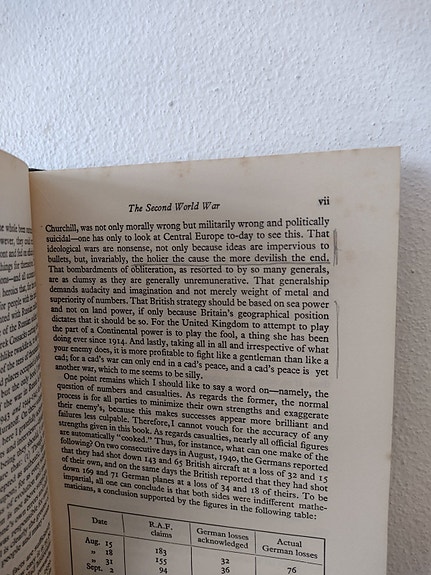 The Second World War vii
Churchill, was not only morally wrong but militarily wrong and politically
suicidal—one has only to look at Central Europe to-day to see this. That
ideological wars are nonsense, not only because ideas are impervious to
bullets, but, invariably, the holier the cause the more devilish the end.
That bombardments of obliteration, as resorted to by so many generals,
are as clumsy as they are generally unremunerative. That generalship
demands audacity and imagination and not merely weight of metal and
superiority of numbers. That British strategy should be based on sea power
and not on land power, if only because Britain's geographical position
dictates that it should be so. For the United Kingdom to attempt to play
the part of a Continental power is to play the fool, a thing she has been
doing ever since 1914. And lastly, taking all in all and irrespective of what
your enemy does, it is more profitable to fight like a gentleman than like a
cad; for a cad's war can only end in a cad's peace, and a cad's peace is yet
another war, which to me seems to be silly.
One point remains which I should like to say a word on—namely, the
question of numbers and casualties. As regards the former, the normal
process is for all parties to minimize their own strengths and exaggerate
their enemy's, because this makes successes appear more brilliant and
failures less culpable. Therefore, I cannot vouch for the accuracy of any
strengths given in this book. As regards casualties, nearly all official figures
are automatically "cooked." Thus, for instance, what can one make of the
following? On two consecutive days in August, 1940, the Germans reported
that they had shot down 143 and 65 British aircraft at a loss of 32 and 15
of their own, and on the same days the British reported that they had shot
down 169 and 71 German planes at a loss of 34 and 18 of theirs. To be
impartial, all one can conclude is that both sides were indifferent mathe-
maticians, a conclusion supported by the figures in the following table:
Date R.A.F. claims German losses acknowledged Actual German losses
Aug. 15 183
" 18 155 32
" 31 94 36 76
Sept. 2